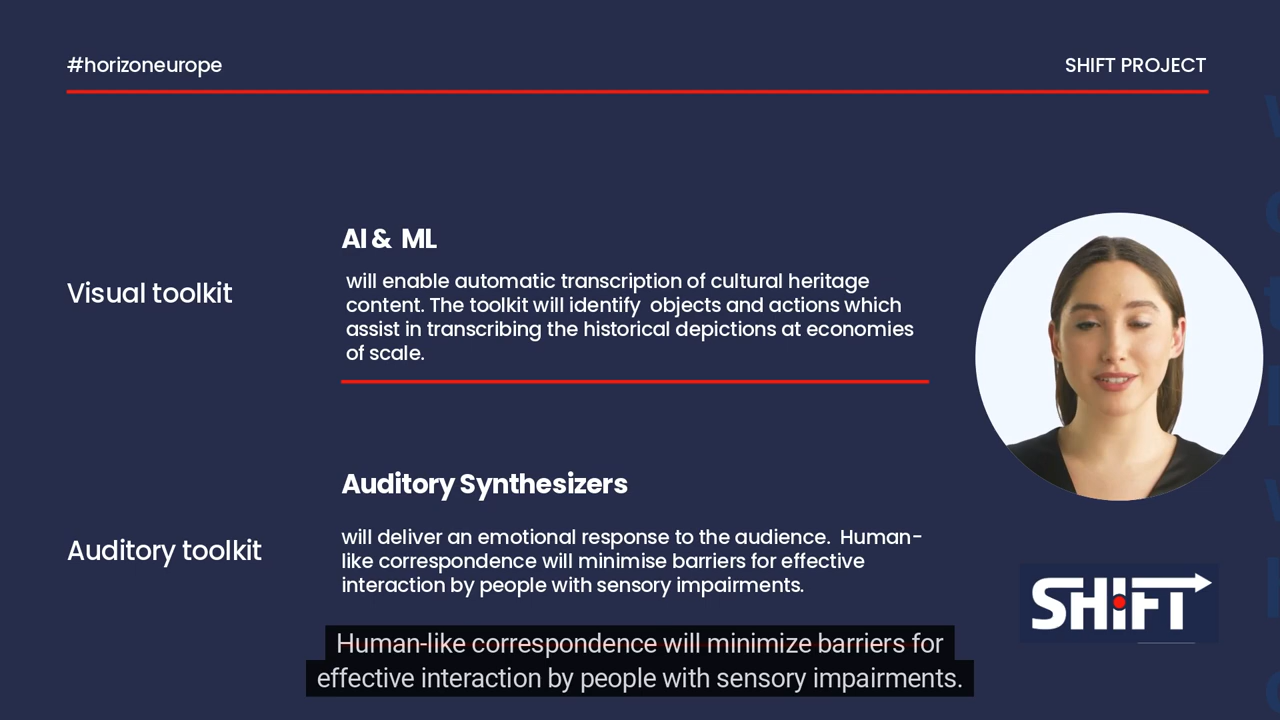 #horizoneurope
SHIFT PROJECT
AI & ML
Visual toolkit
will enable automatic transcription of cultural heritage
content. The toolkit will identify objects and actions which
assist in transcribing the historical depictions at economies
of scale.
Auditory Synthesizers
Auditory toolkit
will deliver an emotional response to the audience. Human-
like correspondence will minimise barriers for effective
interaction by people with sensory impairments.
SHIFT
Human-like correspondence will minimize barriers for
effective interaction by people with sensory impairments.